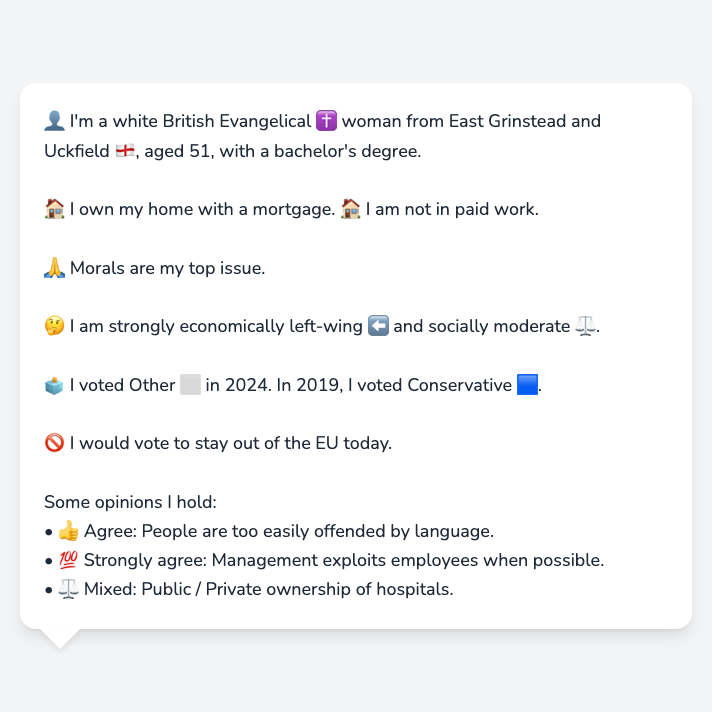 👤 I'm a white British Evangelical ✝️ woman from East Grinstead and
Uckfield 🏴󠁧󠁢󠁥󠁮󠁧󠁿, aged 51, with a bachelor's degree.
🏠 I own my home with a mortgage. 🏠 I am not in paid work.
🙏 Morals are my top issue.
🤔 I am strongly economically left-wing ⬅️ and socially moderate ⚖️.
🗳️ I voted Other ⬜ in 2024. In 2019, I voted Conservative 🟦.
🚫 I would vote to stay out of the EU today.
Some opinions I hold:
• 👍 Agree: People are too easily offended by language.
• 💯 Strongly agree: Management exploits employees when possible.
• ⚖️ Mixed: Public / Private ownership of hospitals.